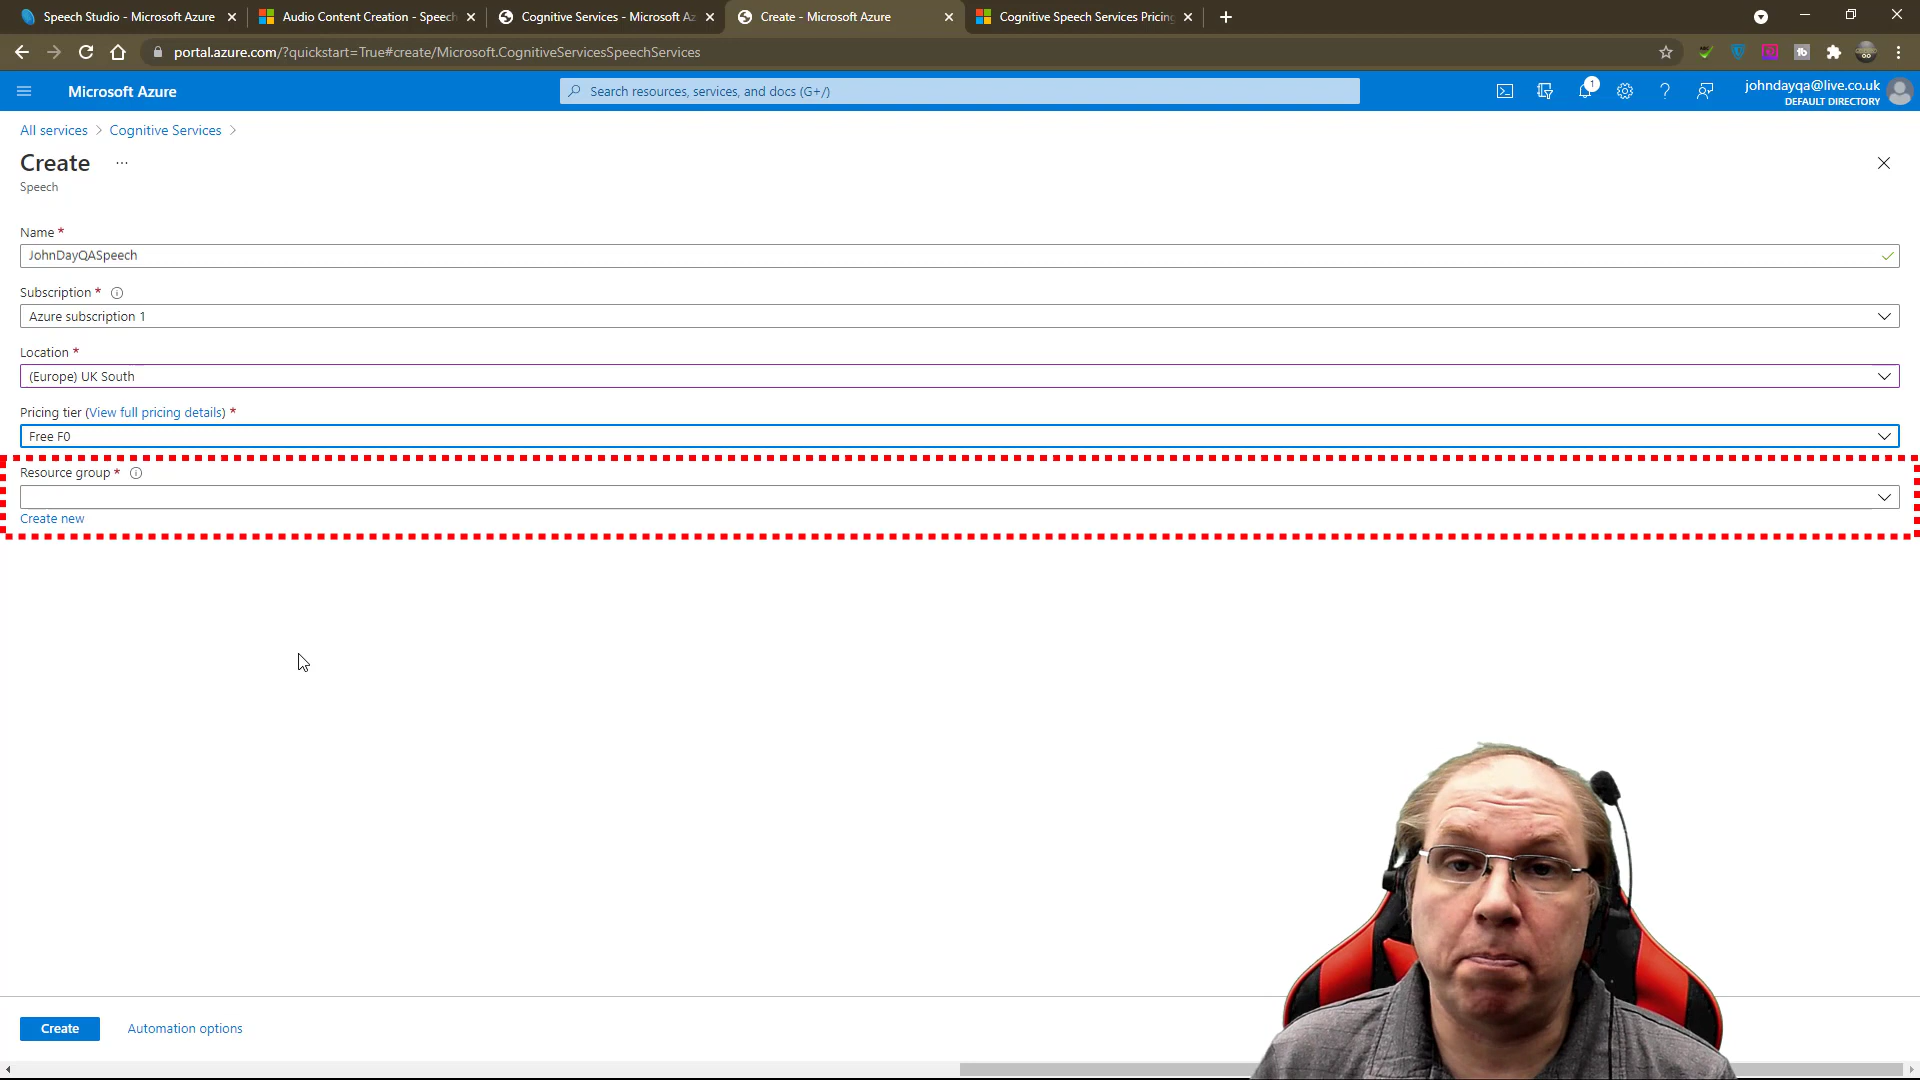 Speech Studio - Microsoft Azure
Audio Content Creation - Speech
Cognitive Services - Microsoft Az
Create - Microsoft Azure
Cognitive Speech Services Pricing
portal.azure.com/?quickstart=True#create/Microsoft.CognitiveServicesSpeechServices
Microsoft Azure
Search resources, services, and docs (G+/)
1
johndayqa@live.co.uk
DEFAULT DIRECTORY
All services > Cognitive Services >
Create ...
Speech
Name *
JohnDayQASpeech
Subscription *
Azure subscription 1
Location *
(Europe) UK South
Pricing tier (View full pricing details) *
Free F0
Resource group *
Create new
Create
Automation options